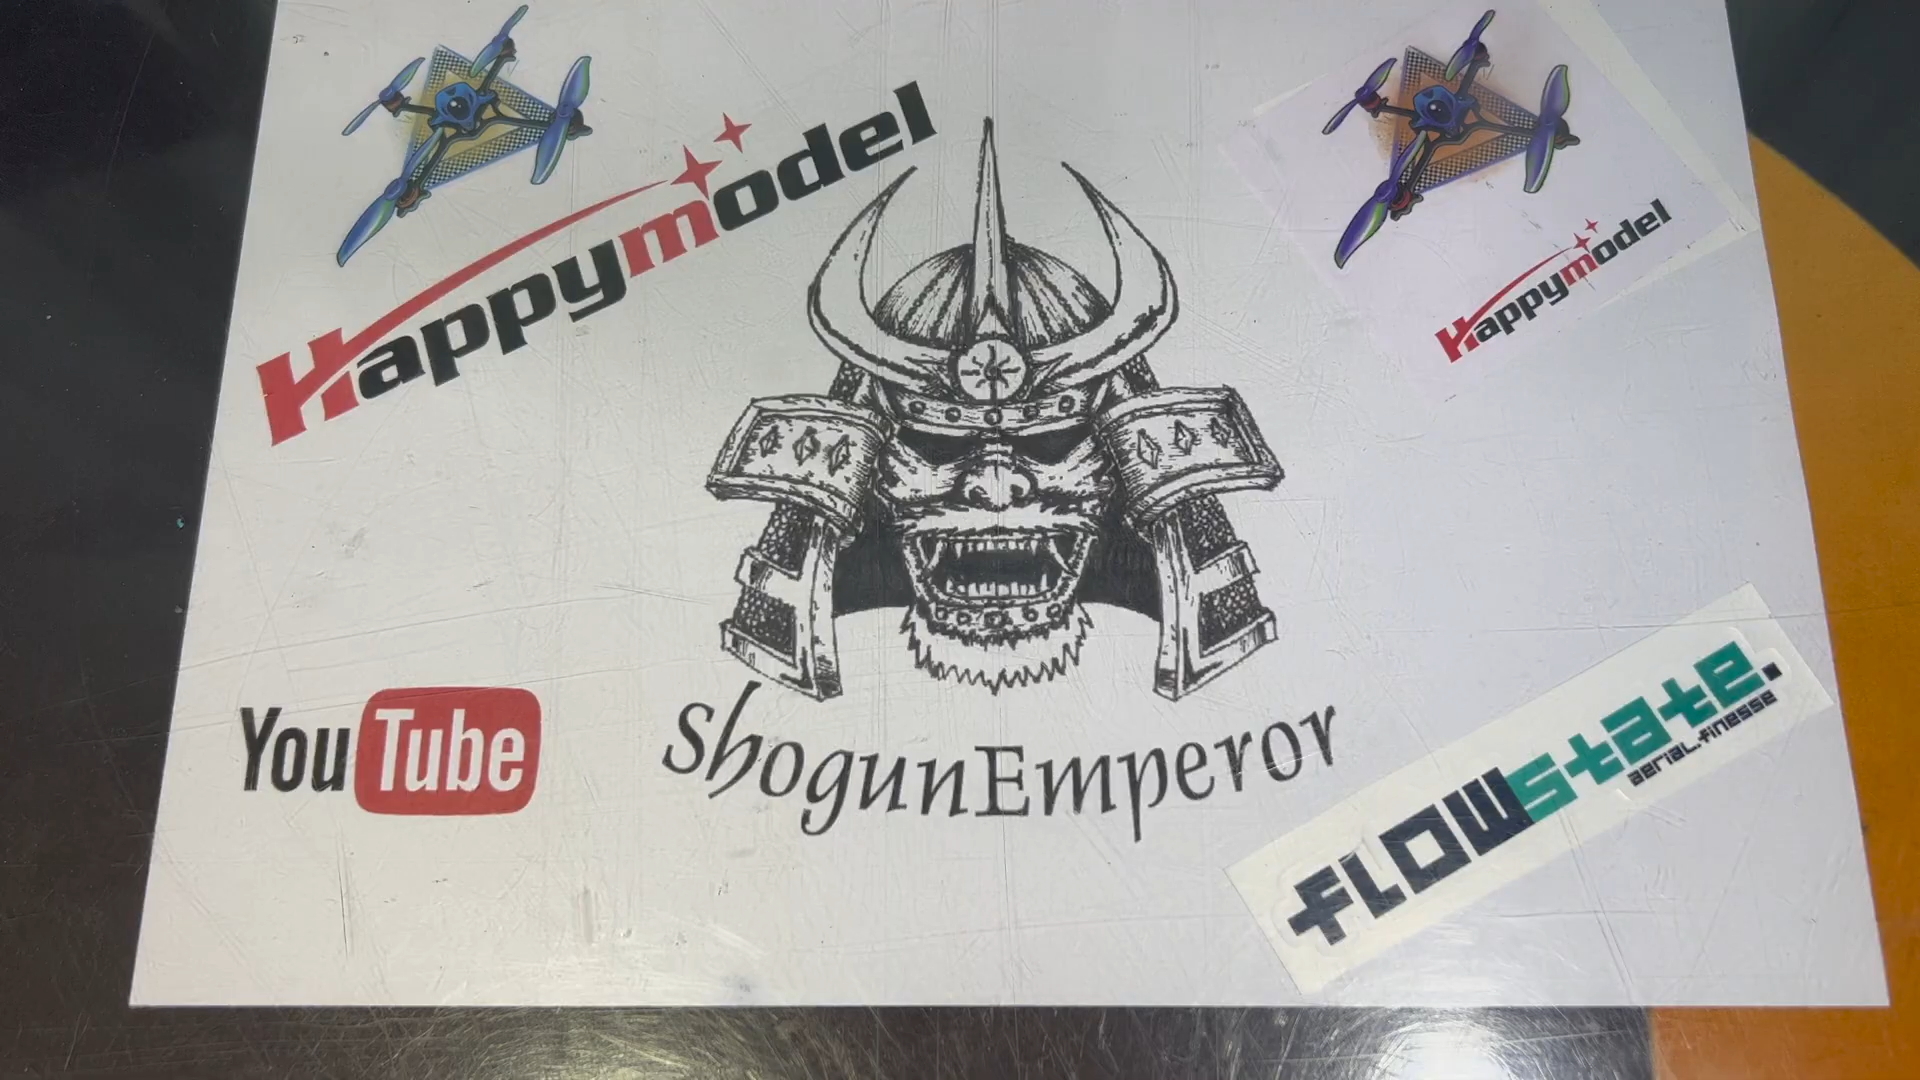 Happymodel
Happymodel
YouTube
ShogunEmperor
FLOWState.
aerial.finesse